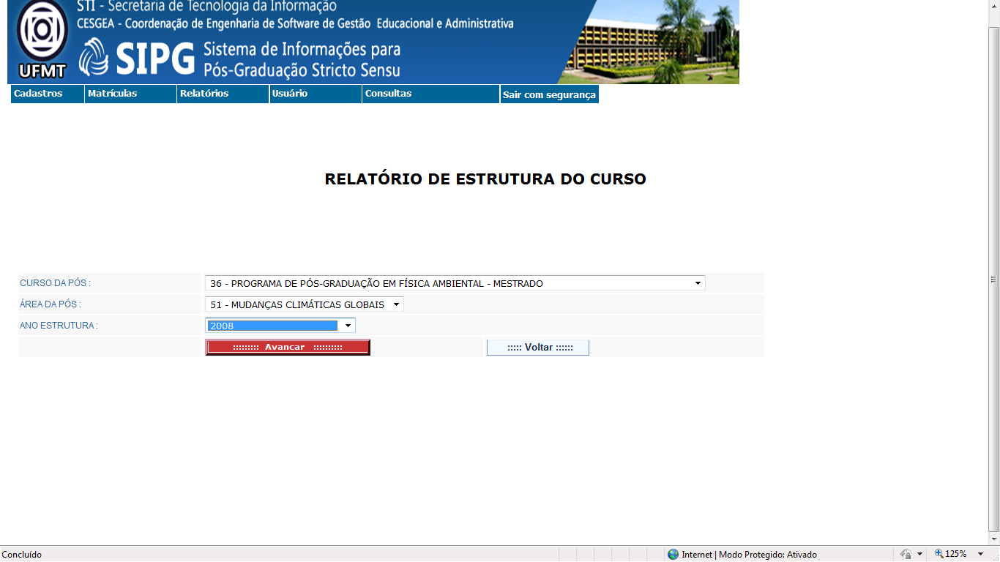 STI - Secretaria de Tecnologia da Informação
CESGEA - Coordenação de Engenharia de Software de Gestão Educacional e Administrativa
UFMT
SIPG Sistema de Informações para
Pós-Graduação Stricto Sensu
Cadastros Matrículas Relatórios Usuário Consultas Sair com segurança
RELATÓRIO DE ESTRUTURA DO CURSO
CURSO DA PÓS : 36 - PROGRAMA DE PÓS-GRADUAÇÃO EM FÍSICA AMBIENTAL - MESTRADO
ÁREA DA PÓS : 51 - MUDANÇAS CLIMÁTICAS GLOBAIS
ANO ESTRUTURA : 2008
::::::::: Avancar :::::::::: ::::: Voltar ::::::
Concluído Internet | Modo Protegido: Ativado 125%